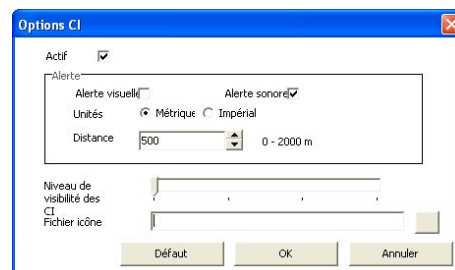 Options CI
Actif
Alerte
Alerte visuelle
Alerte sonore
Unités Métrique Impérial
Distance 500 0 - 2000 m
Niveau de
visibilité des
CI
Fichier icône
Défaut OK Annuler